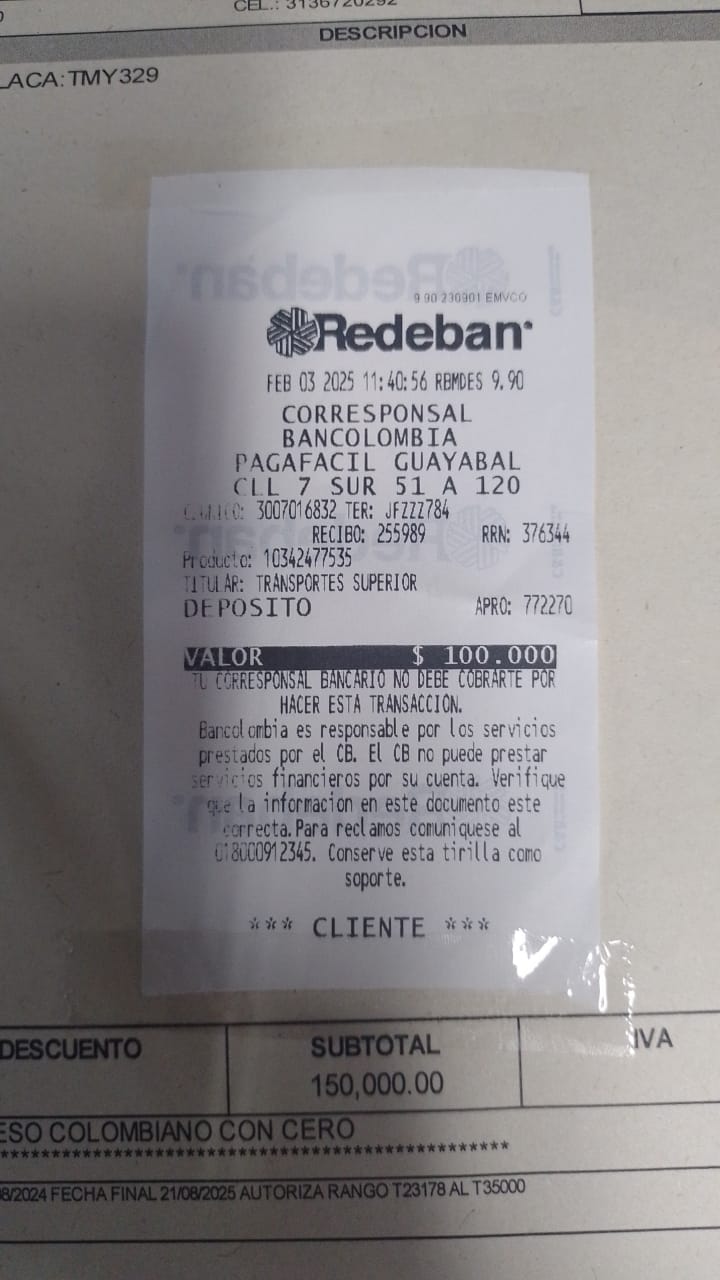 CEL.: 3136720292
DESCRIPCION
LACA: TMY329
9 90 230901 EMVCO
Redeban
FEB 03 2025 11:40:56 RBMDES 9.90
CORRESPONSAL
BANCOLOMBIA
PAGAFACIL GUAYABAL
CLL 7 SUR 51 A 120
C.UNICO: 3007016832 TER: JFZZZ784
RECIBO: 255989 RRN: 376344
Producto: 10342477535
TITULAR: TRANSPORTES SUPERIOR
DEPOSITO APRO: 772270
VALOR $ 100.000
TU CORRESPONSAL BANCARIO NO DEBE COBRARTE POR
HACER ESTA TRANSACCION.
Bancolombia es responsable por los servicios
prestados por el CB. El CB no puede prestar
servicios financieros por su cuenta. Verifique
que la informacion en este documento este
correcta.Para reclamos comuniquese al
018000912345. Conserve esta tirilla como
soporte.
*** CLIENTE ***
DESCUENTO SUBTOTAL IVA
150,000.00
ESO COLOMBIANO CON CERO
************************************************
08/2024 FECHA FINAL 21/08/2025 AUTORIZA RANGO T23178 AL T35000